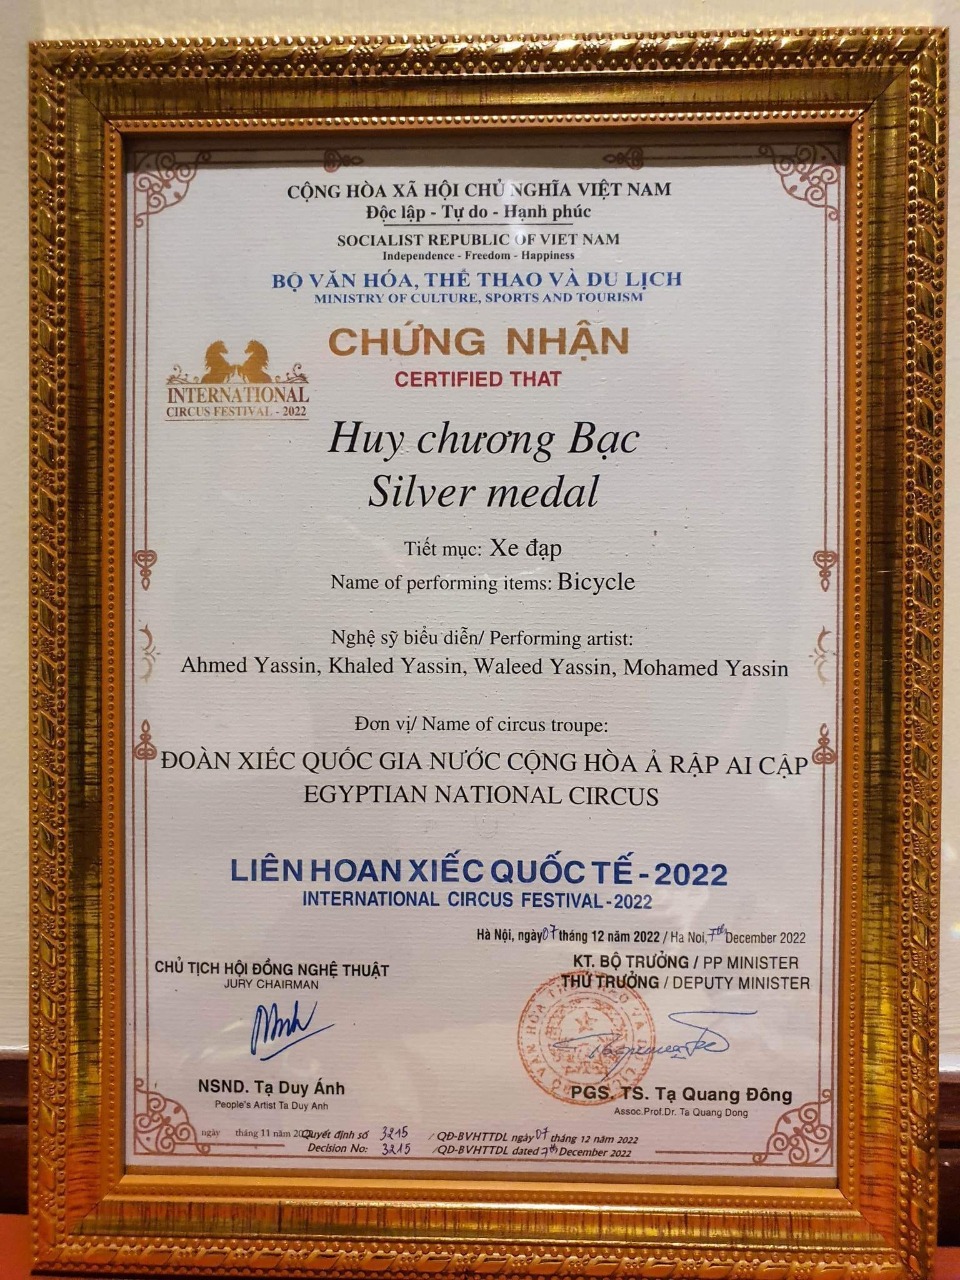 CỘNG HÒA XÃ HỘI CHỦ NGHĨA VIỆT NAM
Độc lập - Tự do - Hạnh phúc
SOCIALIST REPUBLIC OF VIET NAM
Independence - Freedom - Happiness
BỘ VĂN HÓA, THỂ THAO VÀ DU LỊCH
MINISTRY OF CULTURE, SPORTS AND TOURISM
CHỨNG NHẬN
CERTIFIED THAT
INTERNATIONAL
CIRCUS FESTIVAL - 2022
Huy chương Bạc
Silver medal
Tiết mục: Xe đạp
Name of performing items: Bicycle
Nghệ sỹ biểu diễn/ Performing artist:
Ahmed Yassin, Khaled Yassin, Waleed Yassin, Mohamed Yassin
Đơn vị/ Name of circus troupe:
ĐOÀN XIẾC QUỐC GIA NƯỚC CỘNG HÒA Ả RẬP AI CẬP
EGYPTIAN NATIONAL CIRCUS
LIÊN HOAN XIẾC QUỐC TẾ - 2022
INTERNATIONAL CIRCUS FESTIVAL - 2022
Hà Nội, ngày 07 tháng 12 năm 2022 / Ha Noi, 7th December 2022
CHỦ TỊCH HỘI ĐỒNG NGHỆ THUẬT
JURY CHAIRMAN
KT. BỘ TRƯỞNG / PP MINISTER
THỨ TRƯỞNG / DEPUTY MINISTER
NSND. Tạ Duy Ánh
People's Artist Ta Duy Anh
PGS. TS. Tạ Quang Đông
Assoc.Prof.Dr. Ta Quang Dong
ngày tháng 11 năm
Quyết định số 3215 / QĐ-BVHTTDL ngày 07 tháng 12 năm 2022
Decision No: 3215 /QD-BVHTTDL dated 7th December 2022